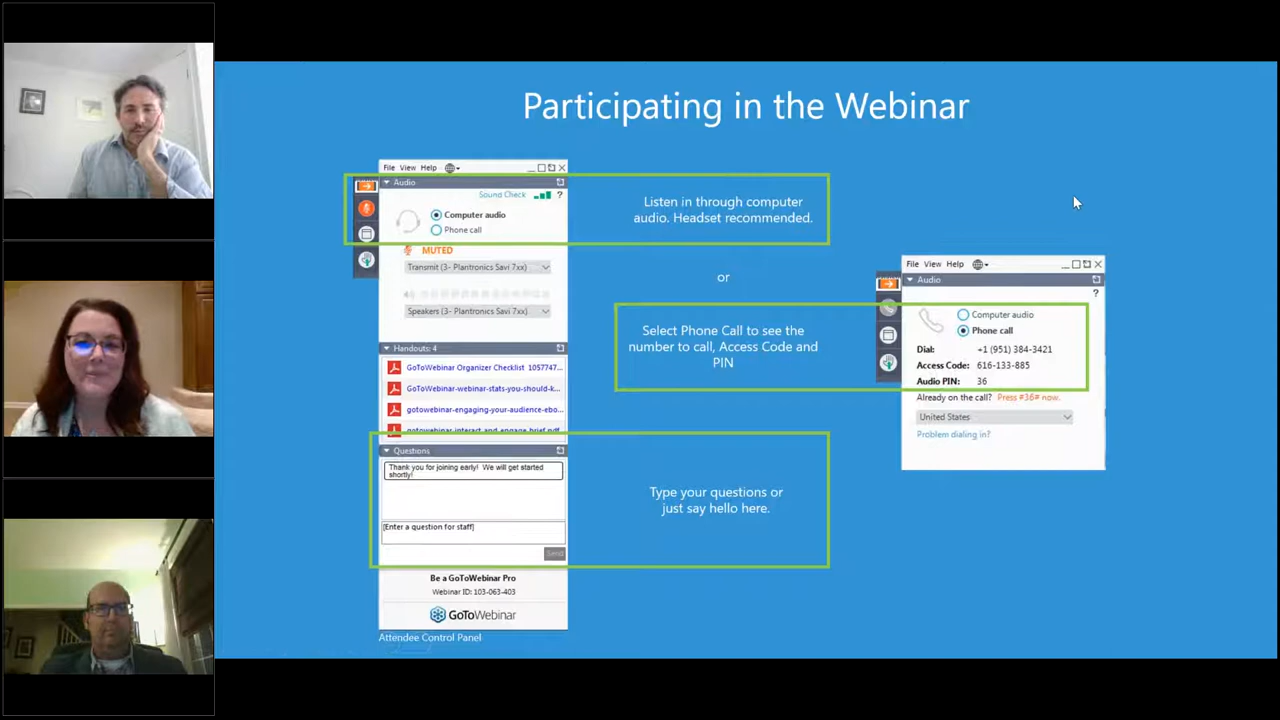 Participating in the Webinar
File View Help
Audio
Sound Check
?
Computer audio
Phone call
MUTED
Transmit (3- Plantronics Savi 7xx)
Speakers (3- Plantronics Savi 7xx)
Handouts: 4
GoToWebinar Organizer Checklist 1057747...
GoToWebinar-webinar-stats-you-should-k...
gotowebinar-engaging-your-audience-ebo...
gotowebinar-interact-and-engage-brief.pdf
Questions
Thank you for joining early! We will get started
shortly!
[Enter a question for staff]
Send
Be a GoToWebinar Pro
Webinar ID: 103-063-403
GoToWebinar
Attendee Control Panel
Listen in through computer
audio. Headset recommended.
or
Select Phone Call to see the
number to call, Access Code and
PIN
Type your questions or
just say hello here.
File View Help
Audio
?
Computer audio
Phone call
Dial: +1 (951) 384-3421
Access Code: 616-133-885
Audio PIN: 36
Already on the call? Press #36# now.
United States
Problem dialing in?